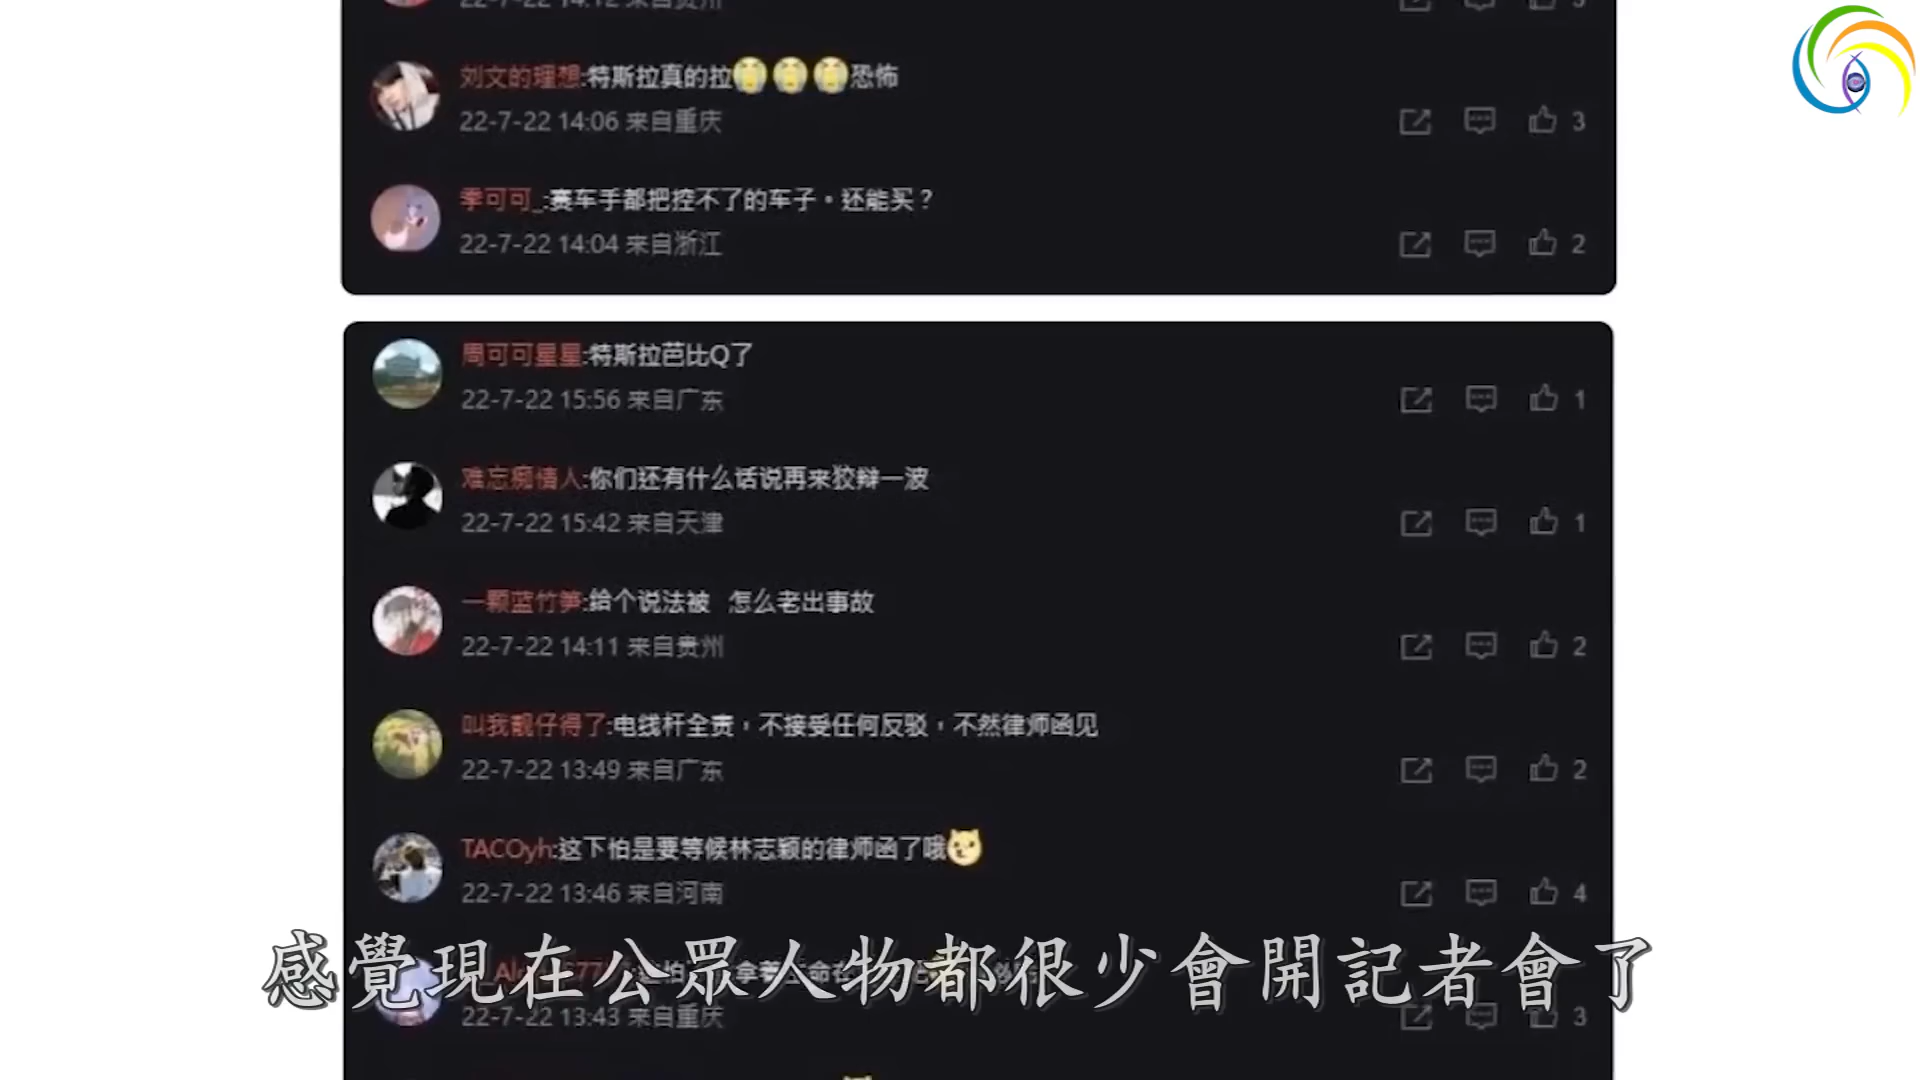 22-7-22 14:12 来自贵州
3
刘文的理想:特斯拉真的拉😭😭😭恐怖
22-7-22 14:06 来自重庆
3
季可可_:赛车手都把控不了的车子。还能买？
22-7-22 14:04 来自浙江
2
周可可星星:特斯拉芭比Q了
22-7-22 15:56 来自广东
1
难忘痴情人:你们还有什么话说再来狡辩一波
22-7-22 15:42 来自天津
1
一颗蓝竹笋:给个说法被 怎么老出事故
22-7-22 14:11 来自贵州
2
叫我靓仔得了:电线杆全责，不接受任何反驳，不然律师函见
22-7-22 13:49 来自广东
2
TACOyh:这下怕是要等候林志颖的律师函了哦
22-7-22 13:46 来自河南
4
感覺現在公眾人物都很少會開記者會了
22-7-22 13:43 来自重庆
3